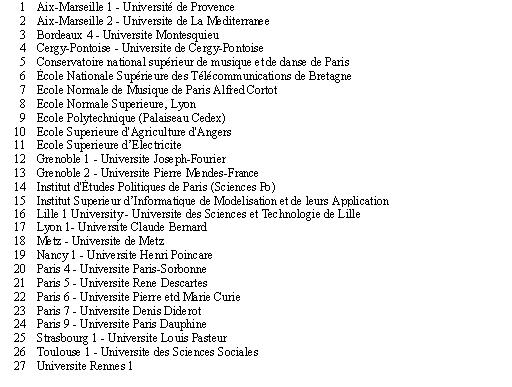 1 Aix-Marseille 1 - Université de Provence
2 Aix-Marseille 2 - Universite de La Mediterranee
3 Bordeaux 4 - Universite Montesquieu
4 Cergy-Pontoise - Universite de Cergy-Pontoise
5 Conservatoire national supérieur de musique et de danse de Paris
6 École Nationale Supérieure des Télécommunications de Bretagne
7 Ecole Normale de Musique de Paris Alfred Cortot
8 Ecole Normale Superieure, Lyon
9 Ecole Polytechnique (Palaiseau Cedex)
10 Ecole Superieure d'Agriculture d'Angers
11 Ecole Superieure d'Electricite
12 Grenoble 1 - Universite Joseph-Fourier
13 Grenoble 2 - Universite Pierre Mendes-France
14 Institut d'Études Politiques de Paris (Sciences Po)
15 Institut Superieur d'Informatique de Modelisation et de leurs Application
16 Lille 1 University - Universite des Sciences et Technologie de Lille
17 Lyon 1- Universite Claude Bernard
18 Metz - Universite de Metz
19 Nancy 1 - Universite Henri Poincare
20 Paris 4 - Universite Paris-Sorbonne
21 Paris 5 - Universite Rene Descartes
22 Paris 6 - Universite Pierre etd Marie Curie
23 Paris 7 - Universite Denis Diderot
24 Paris 9 - Universite Paris Dauphine
25 Strasbourg 1 - Universite Louis Pasteur
26 Toulouse 1 - Universite des Sciences Sociales
27 Universite Rennes 1